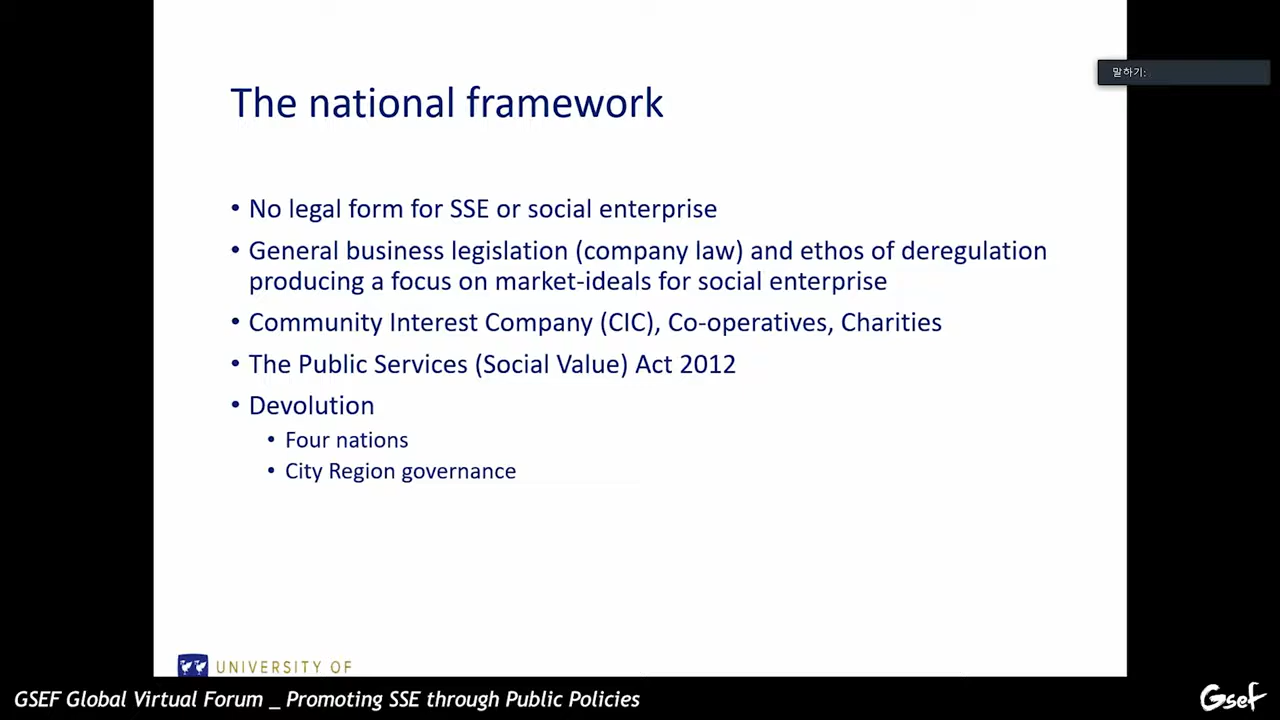 The national framework
말하기:
• No legal form for SSE or social enterprise
• General business legislation (company law) and ethos of deregulation
producing a focus on market-ideals for social enterprise
• Community Interest Company (CIC), Co-operatives, Charities
• The Public Services (Social Value) Act 2012
• Devolution
• Four nations
• City Region governance
UNIVERSITY OF
GSEF Global Virtual Forum _ Promoting SSE through Public Policies
Gsef